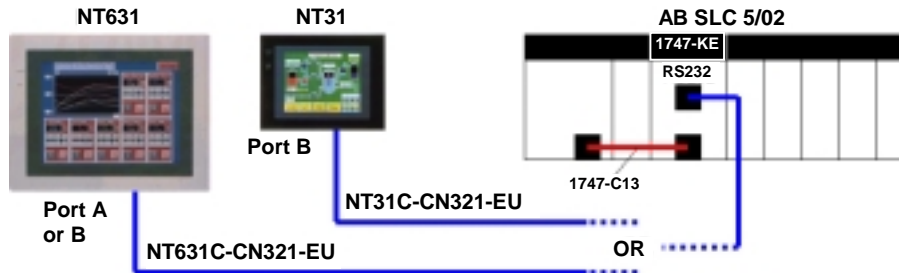 NT631
NT31
AB SLC 5/02
1747-KE
RS232
Port B
1747-C13
Port A
or B
NT31C-CN321-EU
NT631C-CN321-EU
OR